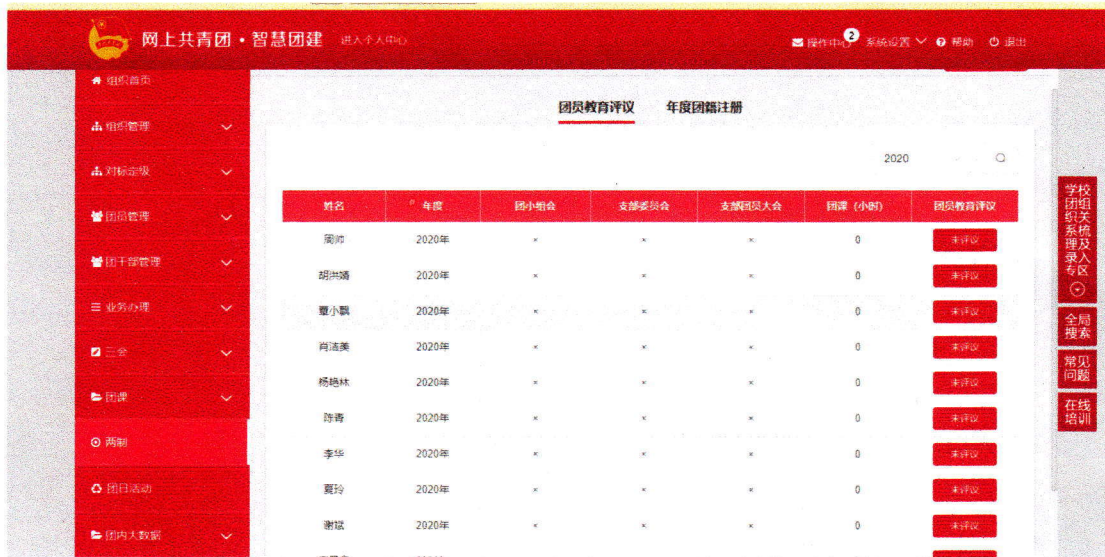 网上共青团·智慧团建 进入个人中心 操作中心 2 系统设置 帮助 退出
组织首页
组织管理
对标定级
团员管理
团干部管理
业务办理
三会
团课
两制
团日活动
团内大数据
团员教育评议 年度团籍注册
2020
姓名 年度 团小组会 支部委员会 支部团员大会 团课（小时） 团员教育评议
周帅 2020年 × × × 0 未评议
胡洪嫱 2020年 × × × 0 未评议
覃小飘 2020年 × × × 0 未评议
肖洁美 2020年 × × × 0 未评议
杨艳林 2020年 × × × 0 未评议
陈青 2020年 × × × 0 未评议
李华 2020年 × × × 0 未评议
夏玲 2020年 × × × 0 未评议
谢斌 2020年 × × × 0 未评议
学校
团组
织关
系梳
理及
录入
专区
全局
搜索
常见
问题
在线
培训